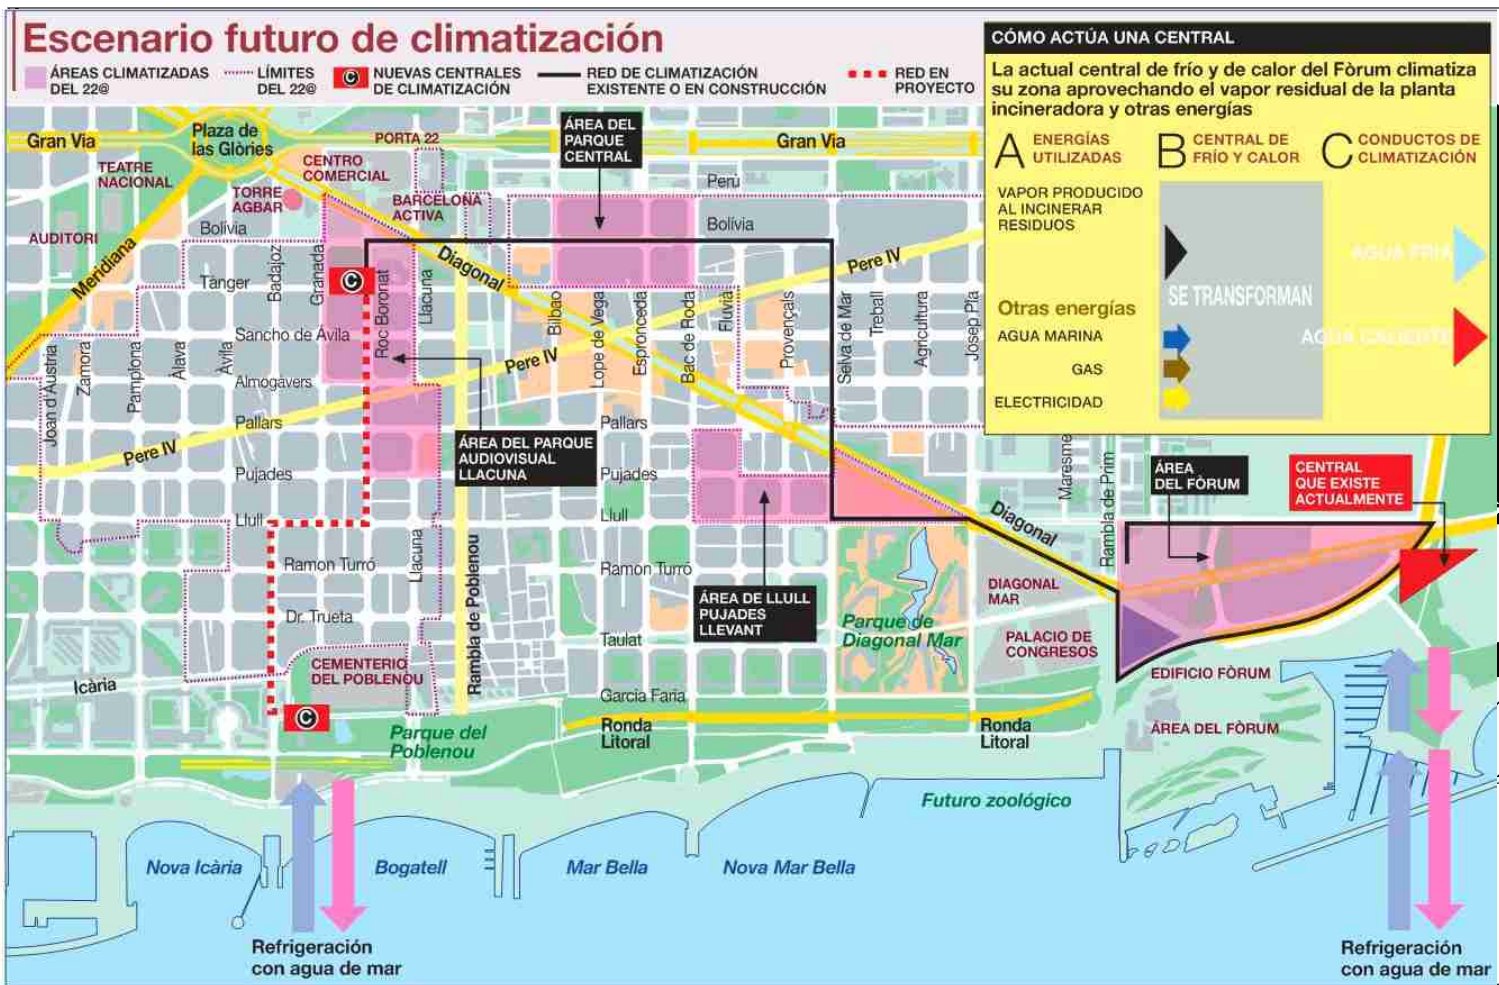 Escenario futuro de climatización
ÁREAS CLIMATIZADAS
DEL 22@
LÍMITES
DEL 22@
C
NUEVAS CENTRALES
DE CLIMATIZACIÓN
RED DE CLIMATIZACIÓN
EXISTENTE O EN CONSTRUCCIÓN
RED EN
PROYECTO
CÓMO ACTÚA UNA CENTRAL
La actual central de frío y de calor del Fòrum climatiza
su zona aprovechando el vapor residual de la planta
incineradora y otras energías
A ENERGÍAS
UTILIZADAS
B CENTRAL DE
FRÍO Y CALOR
C CONDUCTOS DE
CLIMATIZACIÓN
VAPOR PRODUCIDO
AL INCINERAR
RESIDUOS
AGUA FRÍA
SE TRANSFORMAN
Otras energías
AGUA MARINA
AGUA CALIENTE
GAS
ELECTRICIDAD
Gran Via
Plaza de
las Glòries
PORTA 22
ÁREA DEL
PARQUE
CENTRAL
Gran Via
TEATRE
NACIONAL
CENTRO
COMERCIAL
Perú
TORRE
AGBAR
BARCELONA
ACTIVA
AUDITORI
Bolívia
Bolívia
Meridiana
Diagonal
Pere IV
Tànger
Badajoz
Granada
C
Roc Boronat
Llacuna
Bilbao
Lope de Vega
Espronceda
Bac de Roda
Fluvià
Provençals
Selva de Mar
Treball
Agricultura
Josep Pla
Sancho de Ávila
Joan d'Àustria
Zamora
Pamplona
Àlava
Àvila
Almogàvers
Pere IV
Pallars
Pallars
Pere IV
ÁREA DEL PARQUE
AUDIOVISUAL
LLACUNA
Pujades
Pujades
Maresme
Rambla de Prim
ÁREA
DEL FÒRUM
CENTRAL
QUE EXISTE
ACTUALMENTE
Llull
Llull
Diagonal
Ramon Turró
Llacuna
Rambla de Poblenou
Ramon Turró
ÁREA DE LLULL
PUJADES
LLEVANT
DIAGONAL
MAR
Dr. Trueta
Taulat
Parque de
Diagonal Mar
PALACIO DE
CONGRESOS
CEMENTERIO
DEL POBLENOU
Icària
EDIFICIO FÒRUM
Garcia Faria
C
Parque del
Poblenou
Ronda
Litoral
Ronda
Litoral
ÁREA DEL FÒRUM
Futuro zoológico
Nova Icària
Bogatell
Mar Bella
Nova Mar Bella
Refrigeración
con agua de mar
Refrigeración
con agua de mar